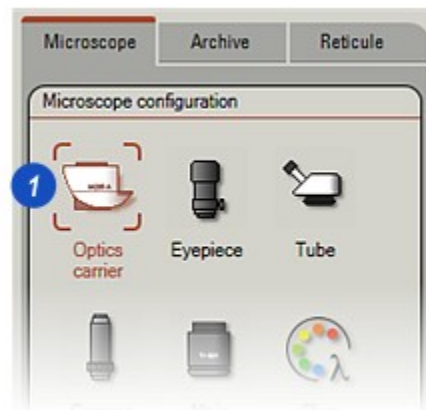 Microscope Archive Reticule
Microscope configuration
1
Optics Eyepiece Tube
carrier
λ